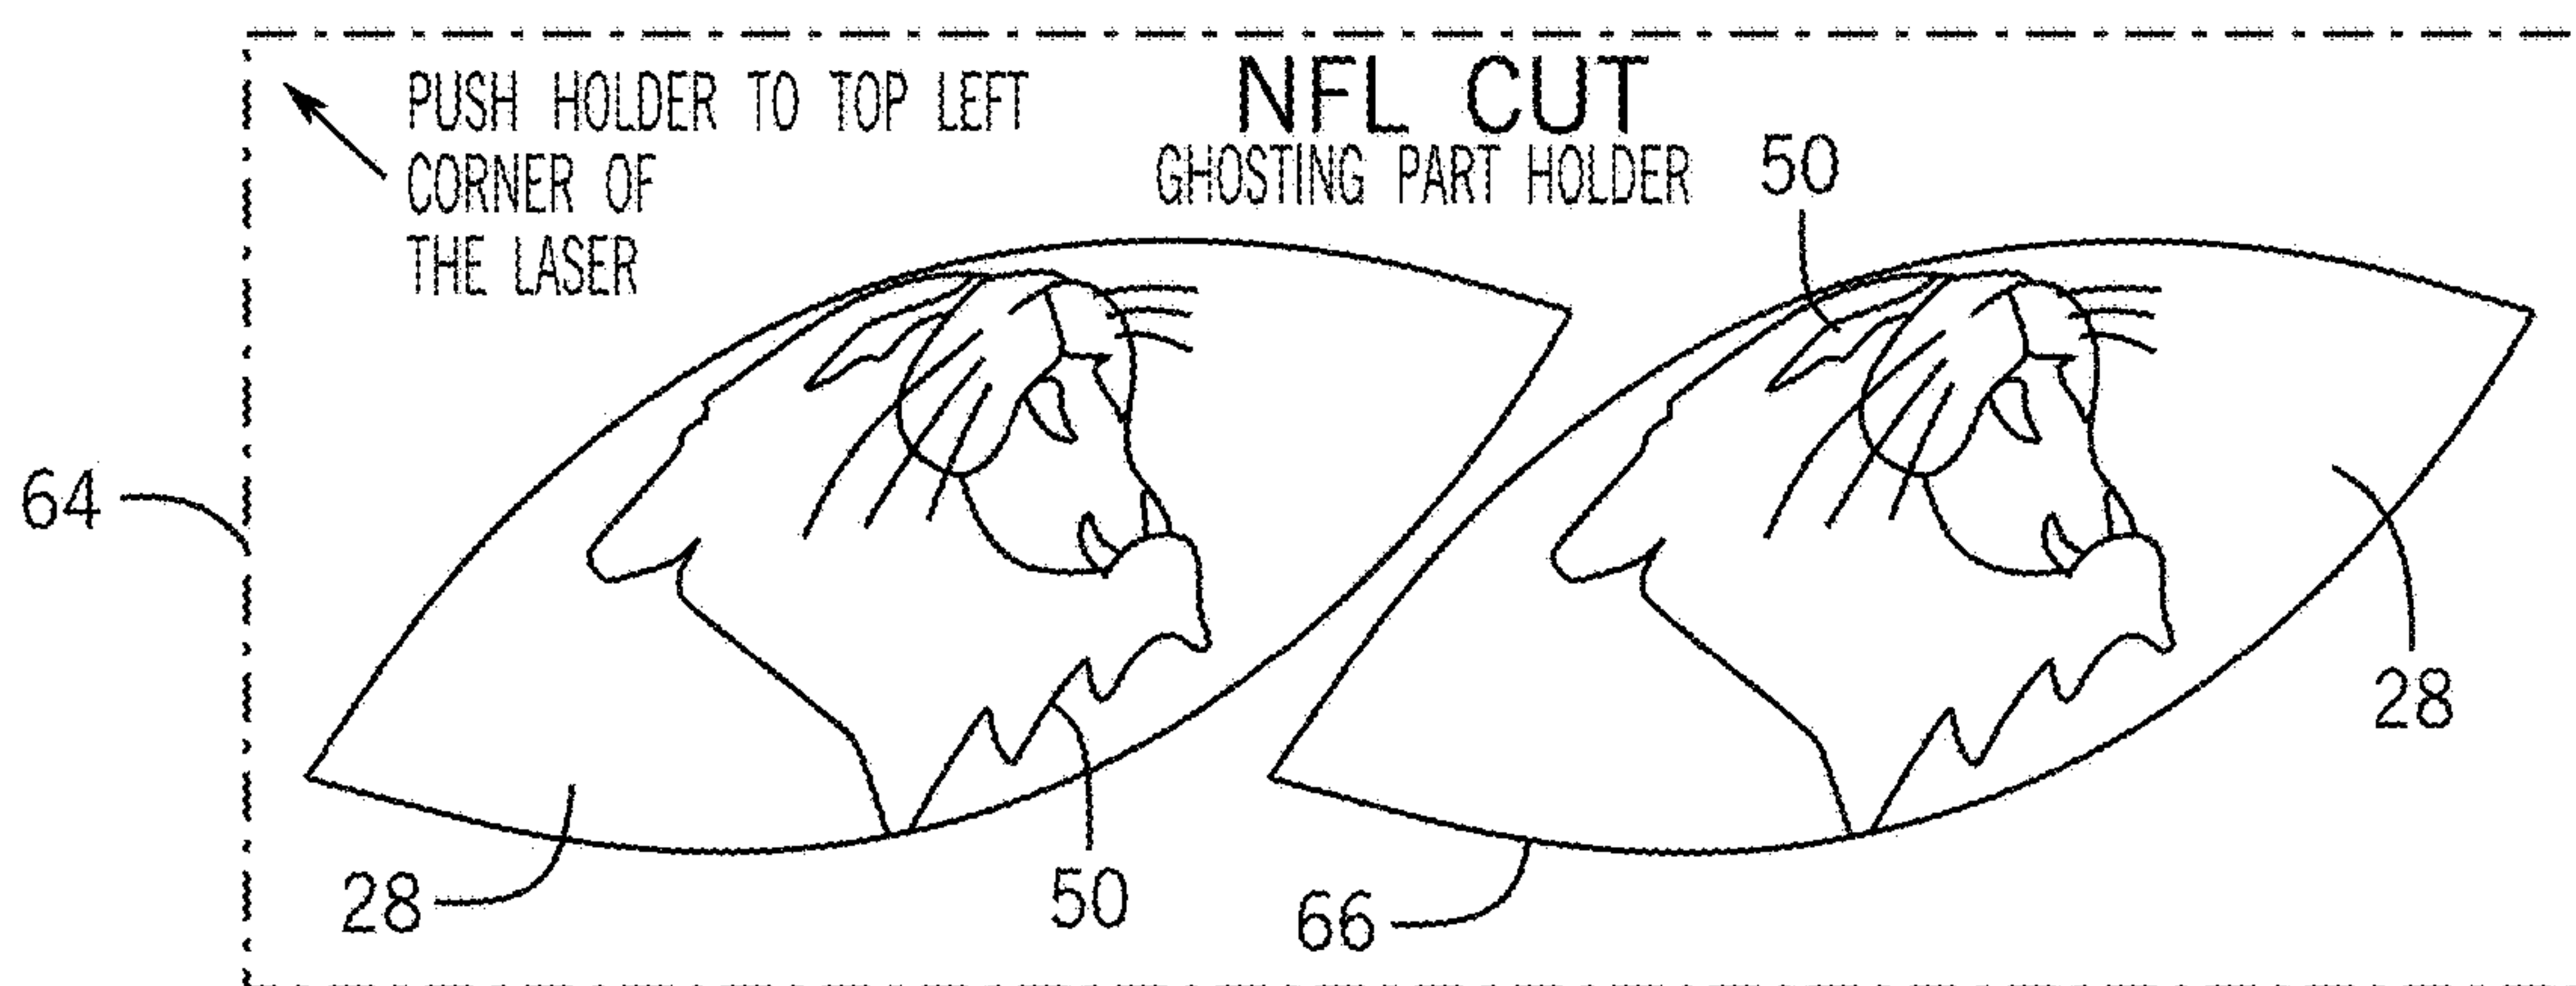 PUSH HOLDER TO TOP LEFT
CORNER OF
THE LASER
NFL CUT
GHOSTING PART HOLDER
50
64
28
28
50
66